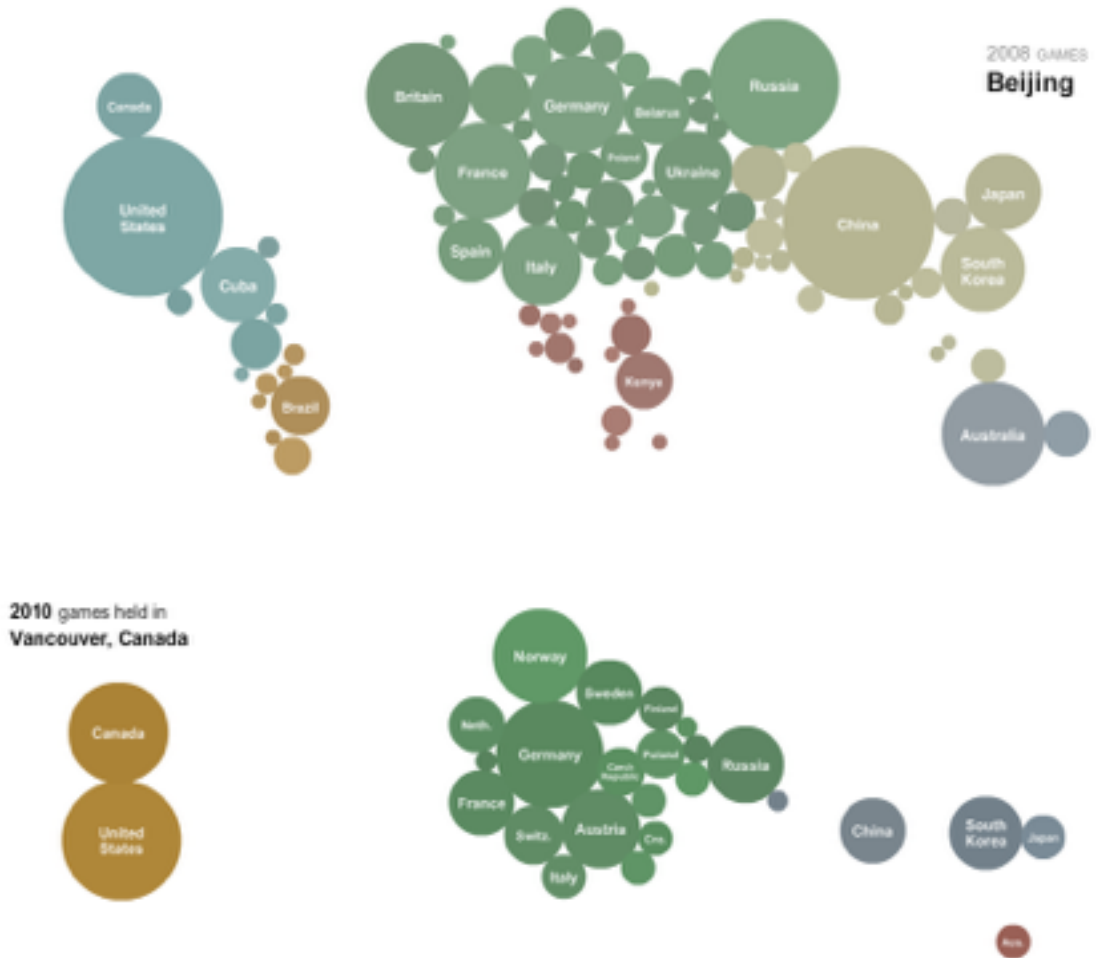 2008 GAMES
Beijing
Canada
United
States
Cuba
Brazil
Britain
Germany
Belarus
Russia
France
Poland
Ukraine
Spain
Italy
Kenya
China
Japan
South
Korea
Australia
2010 games held in
Vancouver, Canada
Canada
United
States
Norway
Sweden
Finland
Neth.
Germany
Poland
Czech
Republic
Russia
France
Switz.
Austria
Cro.
Italy
China
South
Korea
Japan